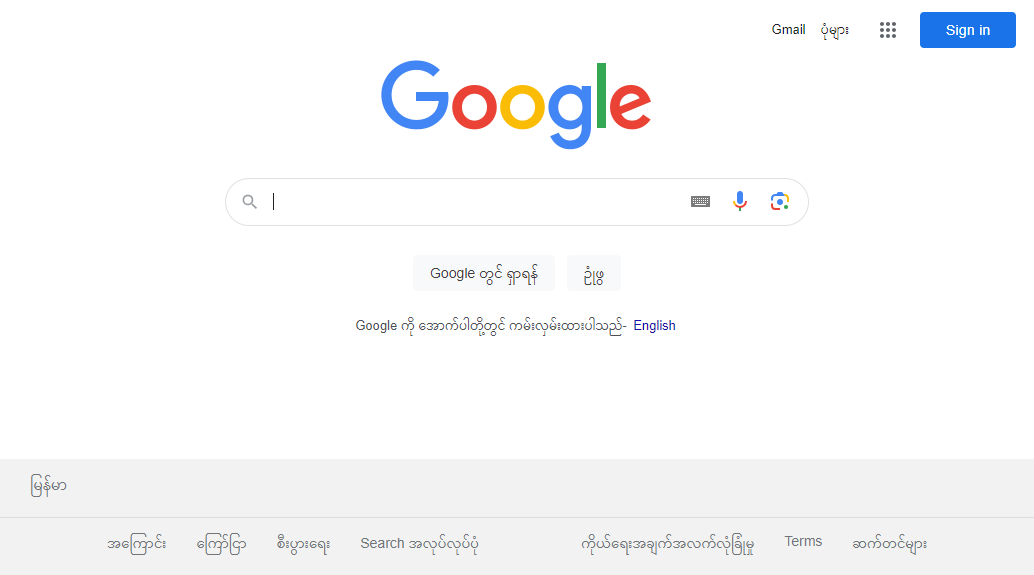 Gmail ပုံများ Sign in
Google
Google တွင် ရှာရန် ဥုံဖွ
Google ကို အောက်ပါတို့တွင် ကမ်းလှမ်းထားပါသည်- English
မြန်မာ
အကြောင်း ကြော်ငြာ စီးပွားရေး Search အလုပ်လုပ်ပုံ ကိုယ်ရေးအချက်အလက်လုံခြုံမှု Terms ဆက်တင်များ